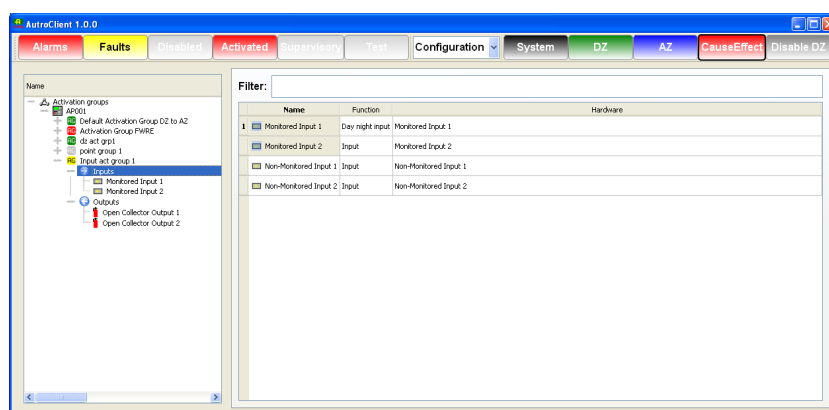 AutroClient 1.0.0
Alarms Faults Disabled Activated Supervisory Test Configuration System DZ AZ CauseEffect Disable DZ
Name
Filter:
Activation groups
AP001
AG Default Activation Group DZ to AZ
AG Activation Group FWRE
AG dz act grp1
point group 1
AG Input act group 1
Inputs
Monitored Input 1
Monitored Input 2
Outputs
Open Collector Output 1
Open Collector Output 2
Name Function Hardware
1 Monitored Input 1 Day night input Monitored Input 1
Monitored Input 2 Input Monitored Input 2
Non-Monitored Input 1 Input Non-Monitored Input 1
Non-Monitored Input 2 Input Non-Monitored Input 2